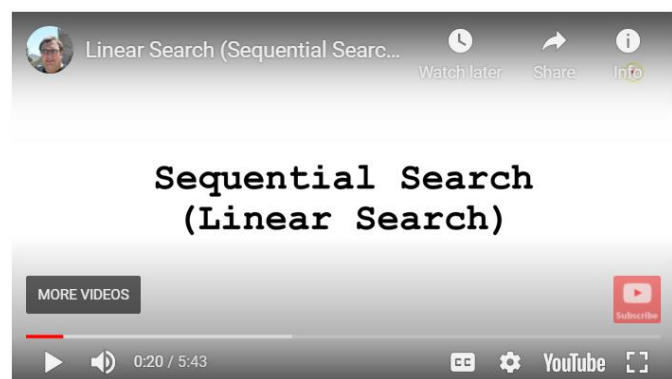 Linear Search (Sequential Searc...
Watch later
Share
Info
Sequential Search
(Linear Search)
MORE VIDEOS
Subscribe
0:20 / 5:43
CC
YouTube